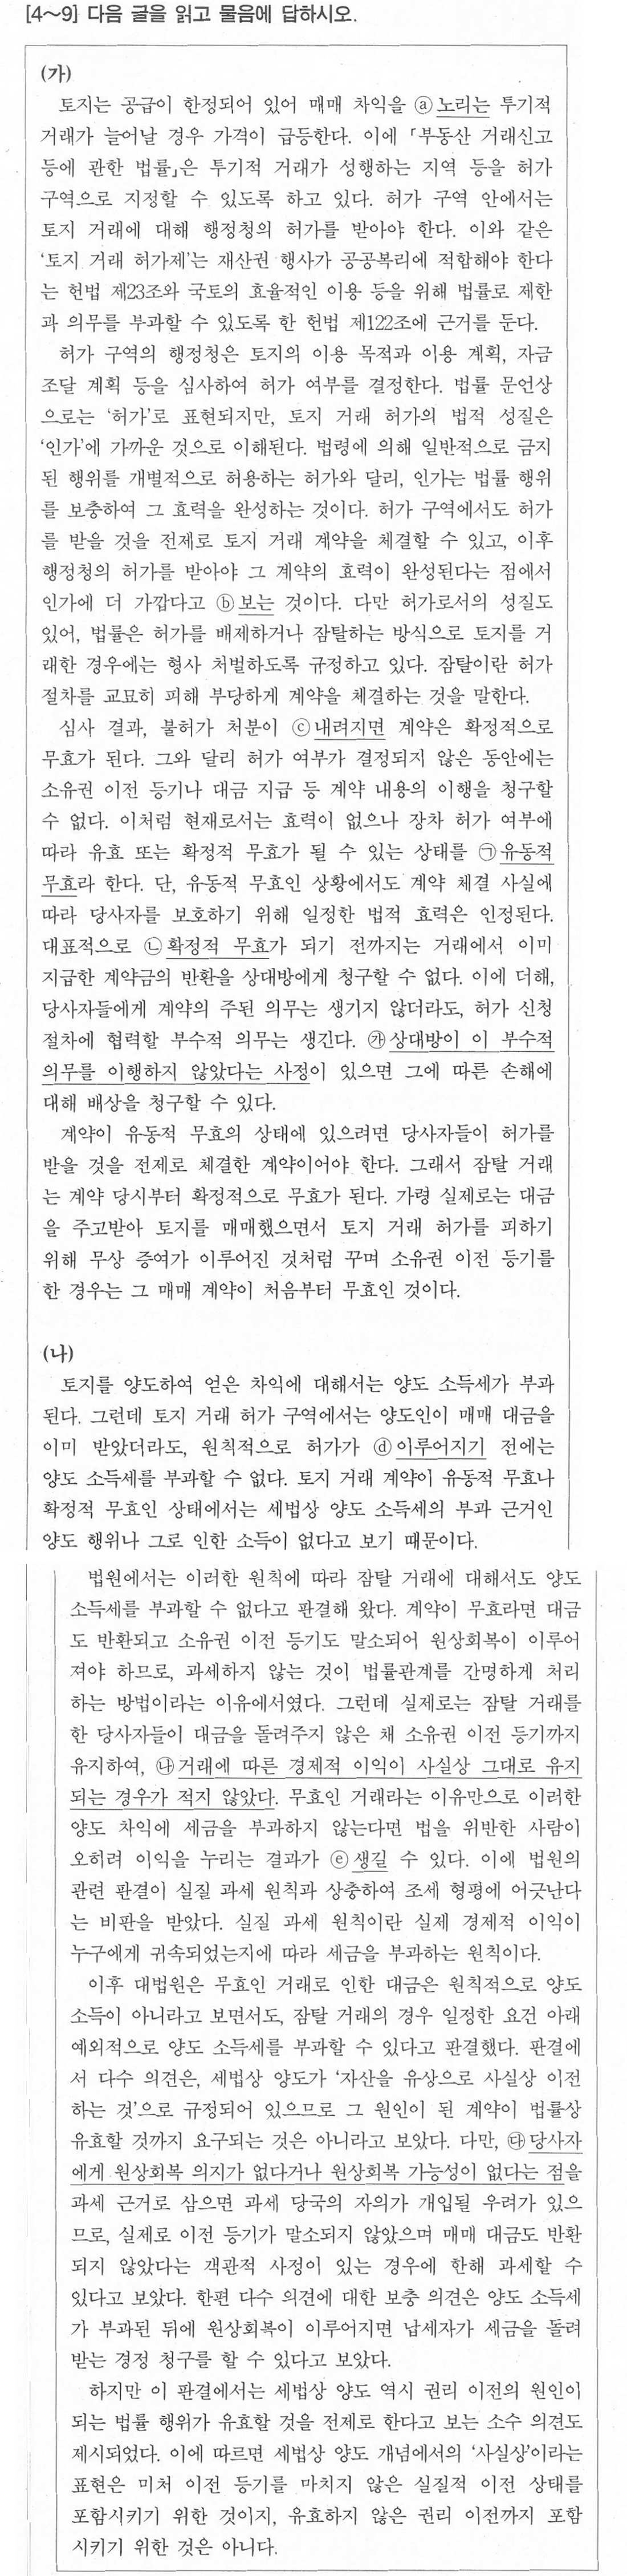 [4~9] 다음 글을 읽고 물음에 답하시오.
(가)
토지는 공급이 한정되어 있어 매매 차익을 ⓐ노리는 투기적
거래가 늘어날 경우 가격이 급등한다. 이에 「부동산 거래신고
등에 관한 법률」은 투기적 거래가 성행하는 지역 등을 허가
구역으로 지정할 수 있도록 하고 있다. 허가 구역 안에서는
토지 거래에 대해 행정청의 허가를 받아야 한다. 이와 같은
‘토지 거래 허가제’는 재산권 행사가 공공복리에 적합해야 한다
는 헌법 제23조와 국토의 효율적인 이용 등을 위해 법률로 제한
과 의무를 부과할 수 있도록 한 헌법 제122조에 근거를 둔다.
허가 구역의 행정청은 토지의 이용 목적과 이용 계획, 자금
조달 계획 등을 심사하여 허가 여부를 결정한다. 법률 문언상
으로는 ‘허가’로 표현되지만, 토지 거래 허가의 법적 성질은
‘인가’에 가까운 것으로 이해된다. 법령에 의해 일반적으로 금지
된 행위를 개별적으로 허용하는 허가와 달리, 인가는 법률 행위
를 보충하여 그 효력을 완성하는 것이다. 허가 구역에서도 허가
를 받을 것을 전제로 토지 거래 계약을 체결할 수 있고, 이후
행정청의 허가를 받아야 그 계약의 효력이 완성된다는 점에서
인가에 더 가깝다고 ⓑ보는 것이다. 다만 허가로서의 성질도
있어, 법률은 허가를 배제하거나 잠탈하는 방식으로 토지를 거
래한 경우에는 형사 처벌하도록 규정하고 있다. 잠탈이란 허가
절차를 교묘히 피해 부당하게 계약을 체결하는 것을 말한다.
심사 결과, 불허가 처분이 ⓒ내려지면 계약은 확정적으로
무효가 된다. 그와 달리 허가 여부가 결정되지 않은 동안에는
소유권 이전 등기나 대금 지급 등 계약 내용의 이행을 청구할
수 없다. 이처럼 현재로서는 효력이 없으나 장차 허가 여부에
따라 유효 또는 확정적 무효가 될 수 있는 상태를 ㉠유동적
무효라 한다. 단, 유동적 무효인 상황에서도 계약 체결 사실에
따라 당사자를 보호하기 위해 일정한 법적 효력은 인정된다.
대표적으로 ㉡확정적 무효가 되기 전까지는 거래에서 이미
지급한 계약금의 반환을 상대방에게 청구할 수 없다. 이에 더해,
당사자들에게 계약의 주된 의무는 생기지 않더라도, 허가 신청
절차에 협력할 부수적 의무는 생긴다. ㉮상대방이 이 부수적
의무를 이행하지 않았다는 사정이 있으면 그에 따른 손해에
대해 배상을 청구할 수 있다.
계약이 유동적 무효의 상태에 있으려면 당사자들이 허가를
받을 것을 전제로 체결한 계약이어야 한다. 그래서 잠탈 거래
는 계약 당시부터 확정적으로 무효가 된다. 가령 실제로는 대금
을 주고받아 토지를 매매했으면서 토지 거래 허가를 피하기
위해 무상 증여가 이루어진 것처럼 꾸며 소유권 이전 등기를
한 경우는 그 매매 계약이 처음부터 무효인 것이다.
(나)
토지를 양도하여 얻은 차익에 대해서는 양도 소득세가 부과
된다. 그런데 토지 거래 허가 구역에서는 양도인이 매매 대금을
이미 받았더라도, 원칙적으로 허가가 ⓓ이루어지기 전에는
양도 소득세를 부과할 수 없다. 토지 거래 계약이 유동적 무효나
확정적 무효인 상태에서는 세법상 양도 소득세의 부과 근거인
양도 행위나 그로 인한 소득이 없다고 보기 때문이다.
법원에서는 이러한 원칙에 따라 잠탈 거래에 대해서도 양도
소득세를 부과할 수 없다고 판결해 왔다. 계약이 무효라면 대금
도 반환되고 소유권 이전 등기도 말소되어 원상회복이 이루어
져야 하므로, 과세하지 않는 것이 법률관계를 간명하게 처리
하는 방법이라는 이유에서였다. 그런데 실제로는 잠탈 거래를
한 당사자들이 대금을 돌려주지 않은 채 소유권 이전 등기까지
유지하여, ㉯거래에 따른 경제적 이익이 사실상 그대로 유지
되는 경우가 적지 않았다. 무효인 거래라는 이유만으로 이러한
양도 차익에 세금을 부과하지 않는다면 법을 위반한 사람이
오히려 이익을 누리는 결과가 ⓔ생길 수 있다. 이에 법원의
관련 판결이 실질 과세 원칙과 상충하여 조세 형평에 어긋난다
는 비판을 받았다. 실질 과세 원칙이란 실제 경제적 이익이
누구에게 귀속되었는지에 따라 세금을 부과하는 원칙이다.
이후 대법원은 무효인 거래로 인한 대금은 원칙적으로 양도
소득이 아니라고 보면서도, 잠탈 거래의 경우 일정한 요건 아래
예외적으로 양도 소득세를 부과할 수 있다고 판결했다. 판결에
서 다수 의견은, 세법상 양도가 ‘자산을 유상으로 사실상 이전
하는 것’으로 규정되어 있으므로 그 원인이 된 계약이 법률상
유효할 것까지 요구되는 것은 아니라고 보았다. 다만, ㉰당사자
에게 원상회복 의지가 없다거나 원상회복 가능성이 없다는 점을
과세 근거로 삼으면 과세 당국의 자의가 개입될 우려가 있으
므로, 실제로 이전 등기가 말소되지 않았으며 매매 대금도 반환
되지 않았다는 객관적 사정이 있는 경우에 한해 과세할 수
있다고 보았다. 한편 다수 의견에 대한 보충 의견은 양도 소득세
가 부과된 뒤에 원상회복이 이루어지면 납세자가 세금을 돌려
받는 경정 청구를 할 수 있다고 보았다.
하지만 이 판결에서는 세법상 양도 역시 권리 이전의 원인이
되는 법률 행위가 유효할 것을 전제로 한다고 보는 소수 의견도
제시되었다. 이에 따르면 세법상 양도 개념에서의 ‘사실상’이라는
표현은 미처 이전 등기를 마치지 않은 실질적 이전 상태를
포함시키기 위한 것이지, 유효하지 않은 권리 이전까지 포함
시키기 위한 것은 아니다.